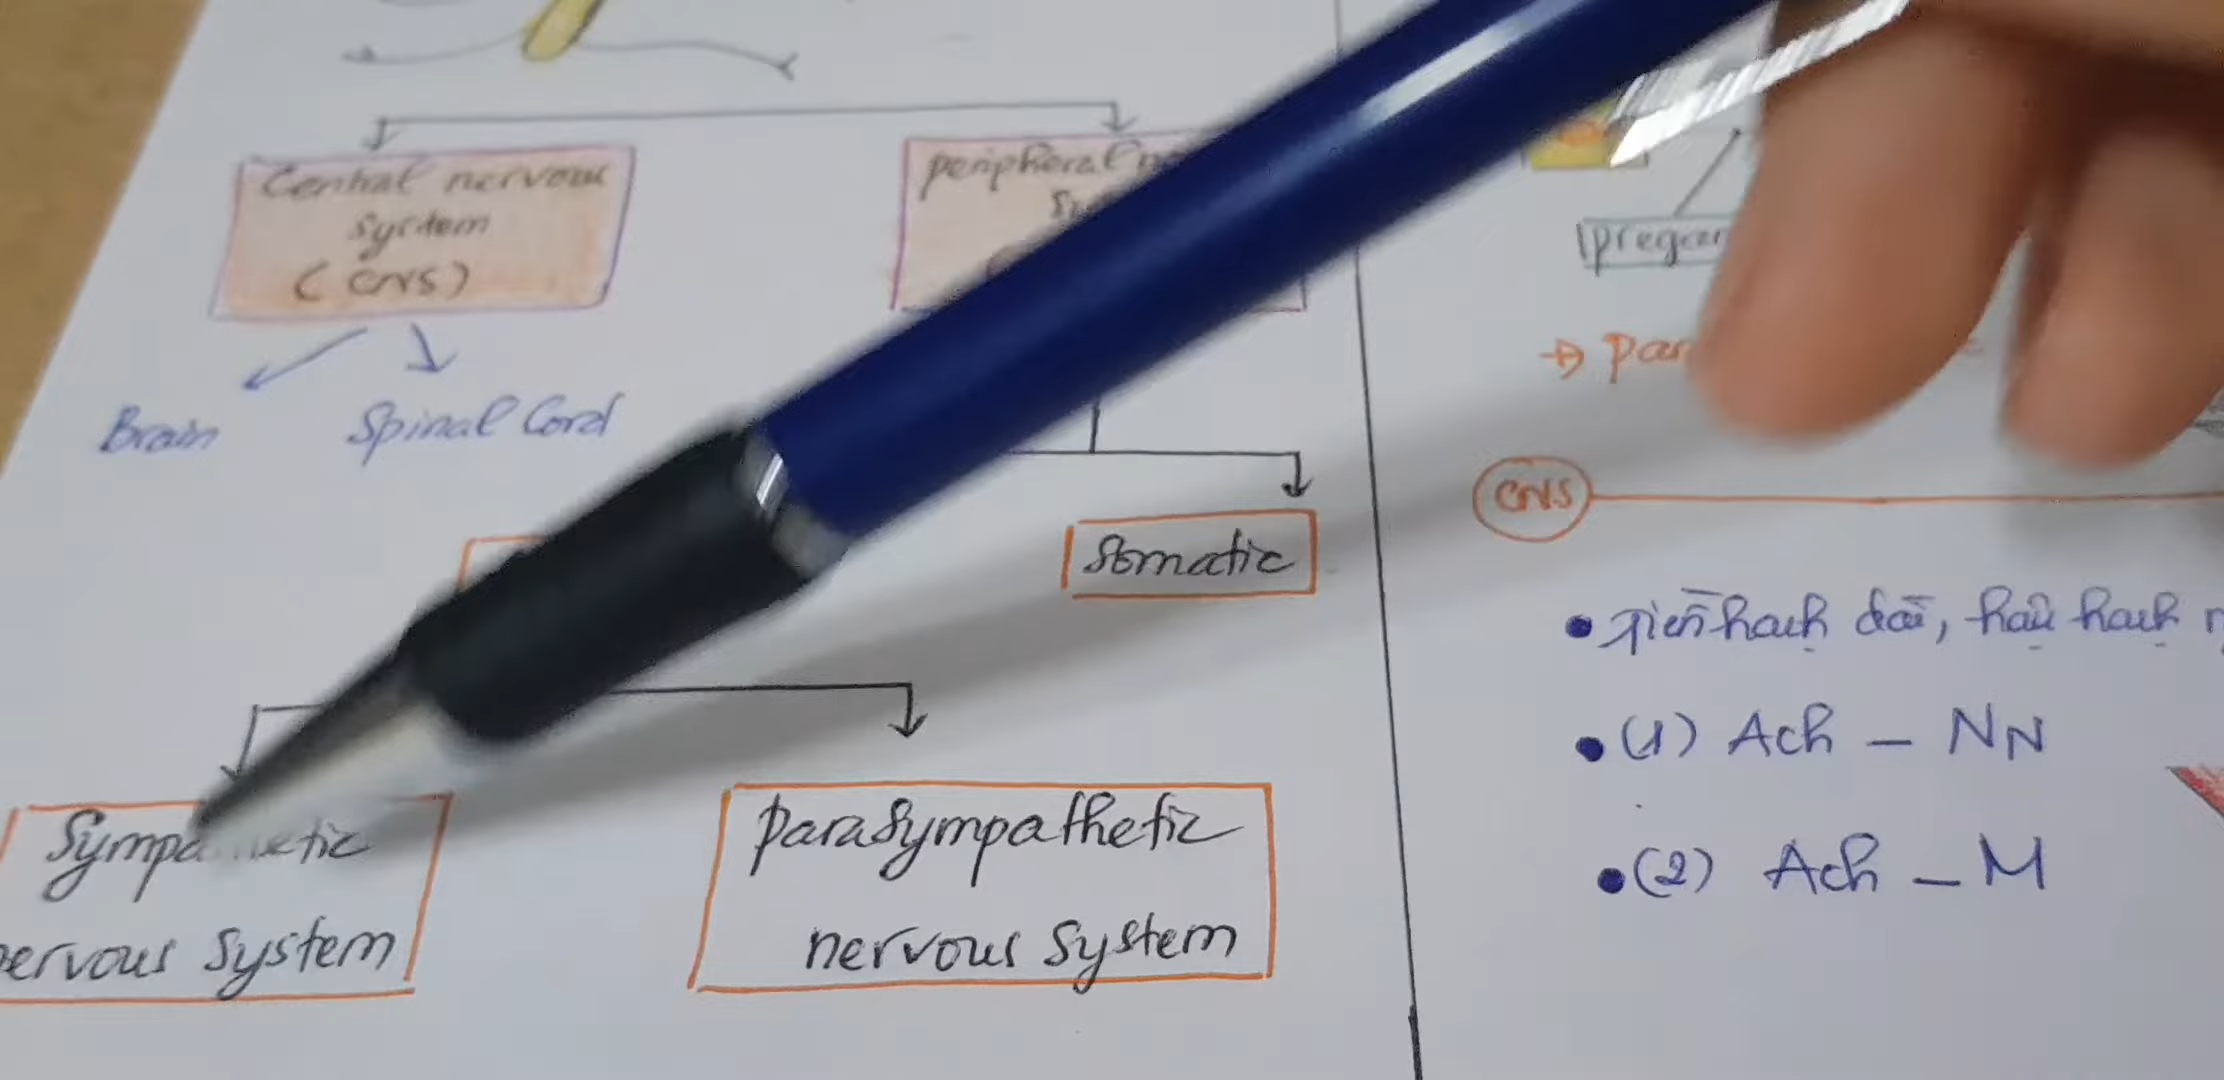 Central nervous
system
(CNS)
peripheral
Brain
Spinal Cord
Somatic
nervous system
parasympathetic
nervous system
CNS
• Tiền hạch dài, hậu hạch
• (1) Ach – NN
• (2) Ach – M